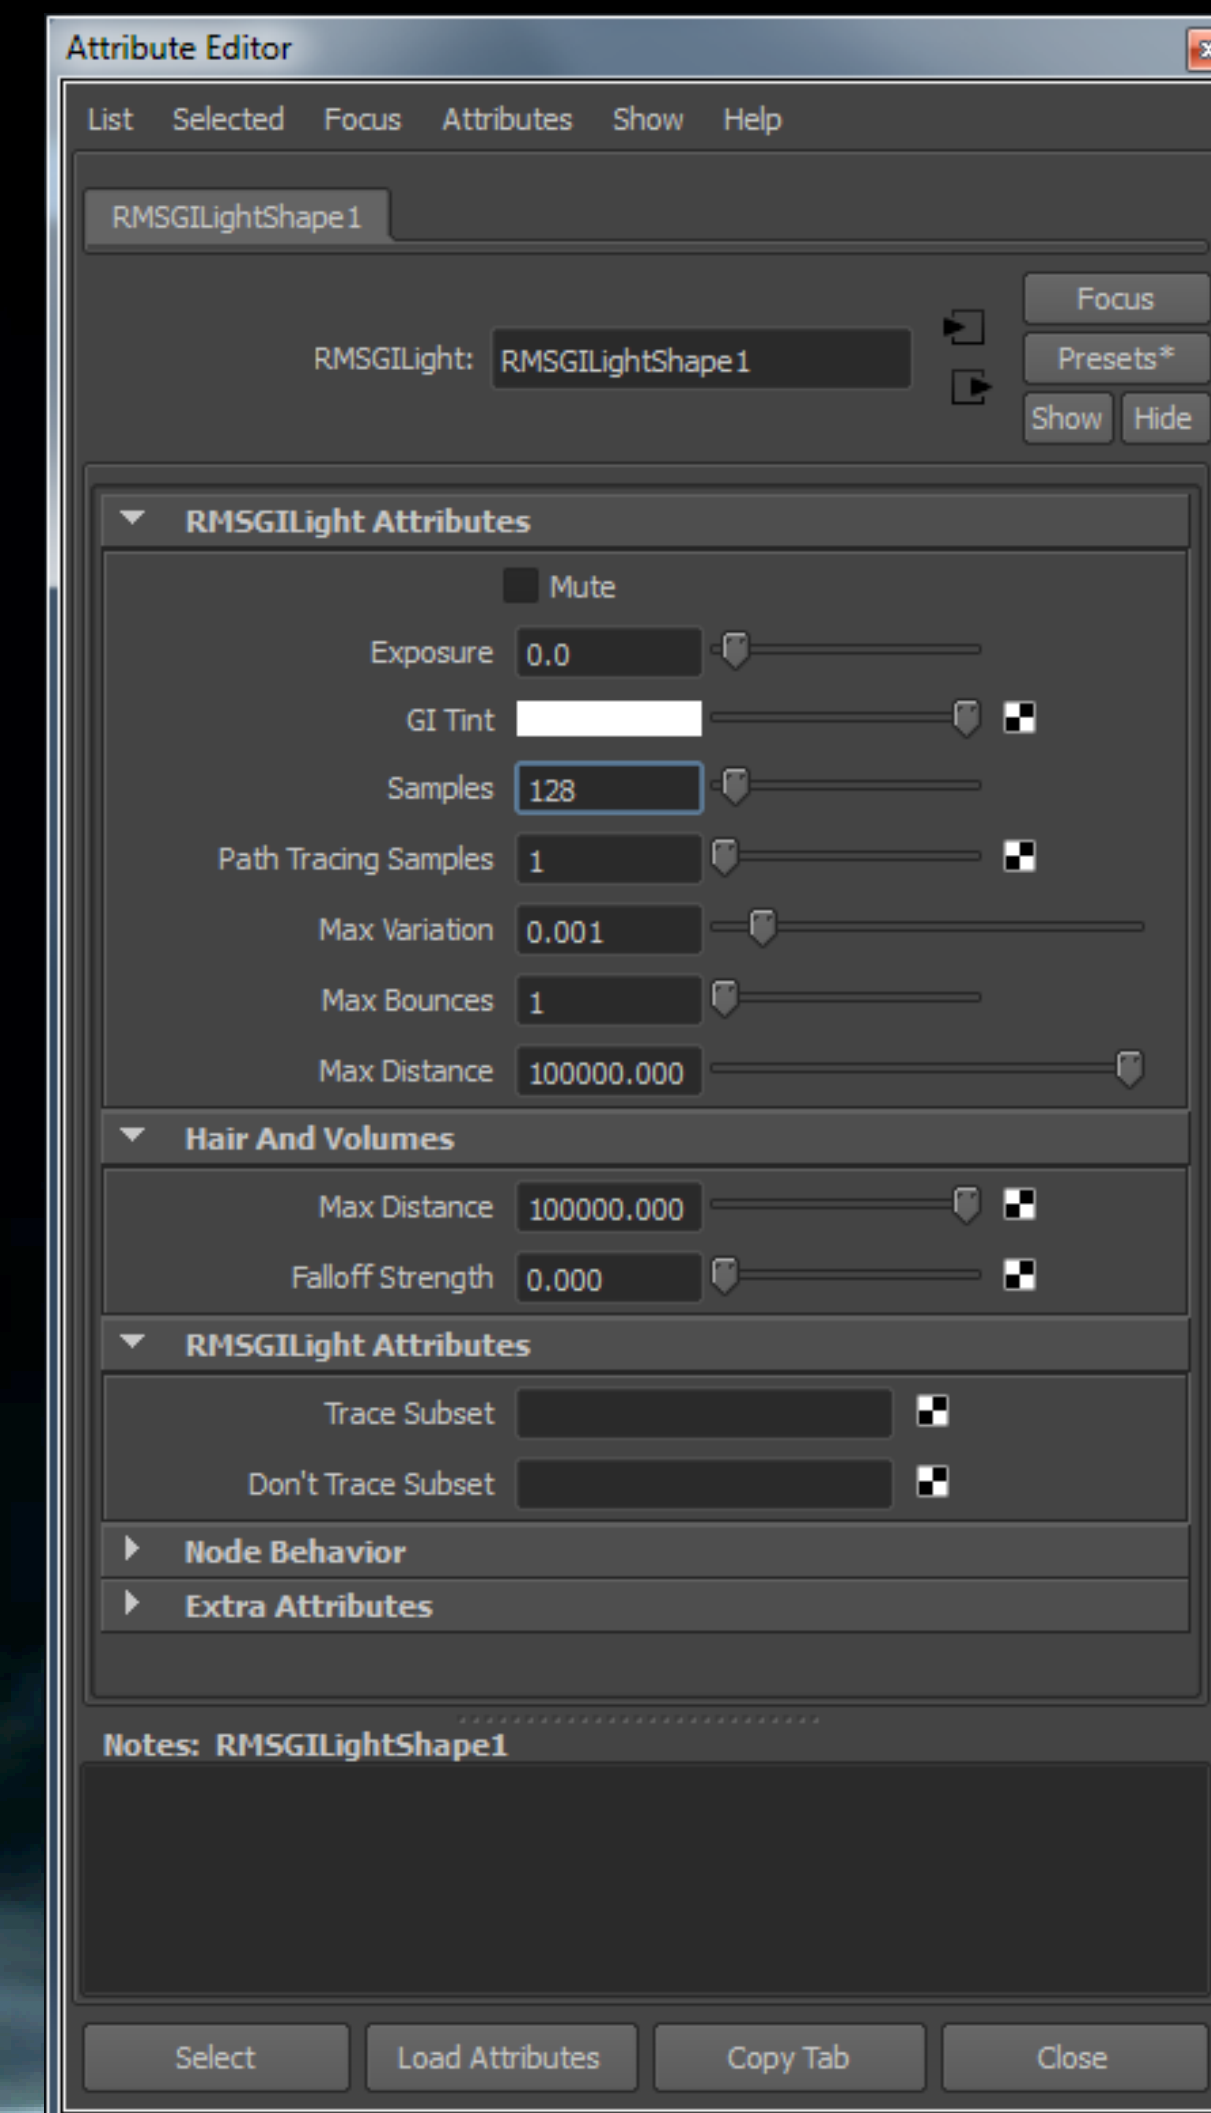 Attribute Editor
List Selected Focus Attributes Show Help
RMSGILightShape1
Focus
RMSGILight: RMSGILightShape1
Presets*
Show Hide
RMSGILight Attributes
Mute
Exposure 0.0
GI Tint
Samples 128
Path Tracing Samples 1
Max Variation 0.001
Max Bounces 1
Max Distance 100000.000
Hair And Volumes
Max Distance 100000.000
Falloff Strength 0.000
RMSGILight Attributes
Trace Subset
Don't Trace Subset
Node Behavior
Extra Attributes
Notes: RMSGILightShape1
Select Load Attributes Copy Tab Close